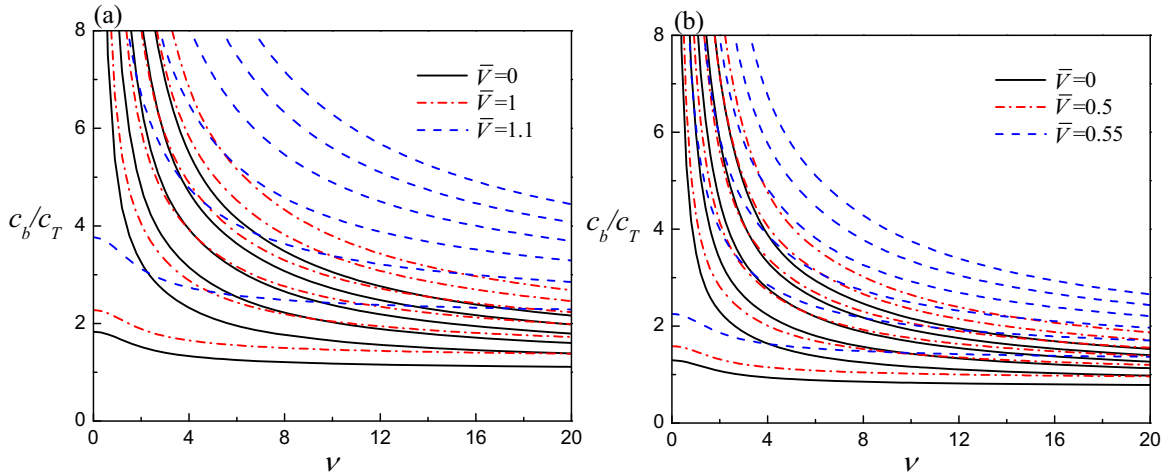 (a)
8
6
4
2
0
c_b/c_T
V̄=0
V̄=1
V̄=1.1
0 4 8 12 16 20
ν
(b)
8
6
4
2
0
c_b/c_T
V̄=0
V̄=0.5
V̄=0.55
0 4 8 12 16 20
ν